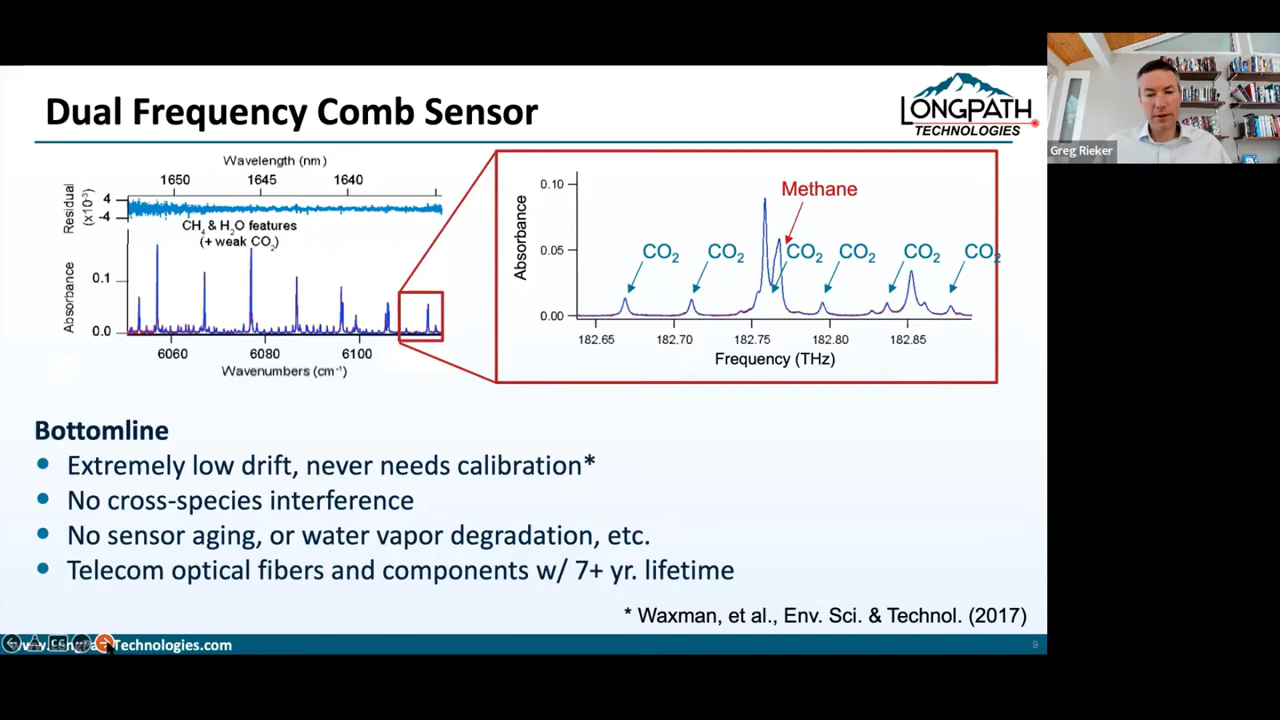 Dual Frequency Comb Sensor
LONGPATH
TECHNOLOGIES
Greg Rieker
Wavelength (nm)
1650 1645 1640
Residual
(x10⁻³)
4
-4
CH₄ & H₂O features
(+ weak CO₂)
Absorbance
0.1
0.0
6060 6080 6100
Wavenumbers (cm⁻¹)
Absorbance
0.10
0.05
0.00
Methane
CO₂ CO₂ CO₂ CO₂ CO₂ CO₂
182.65 182.70 182.75 182.80 182.85
Frequency (THz)
Bottomline
• Extremely low drift, never needs calibration*
• No cross-species interference
• No sensor aging, or water vapor degradation, etc.
• Telecom optical fibers and components w/ 7+ yr. lifetime
* Waxman, et al., Env. Sci. & Technol. (2017)
Technologies.com
9